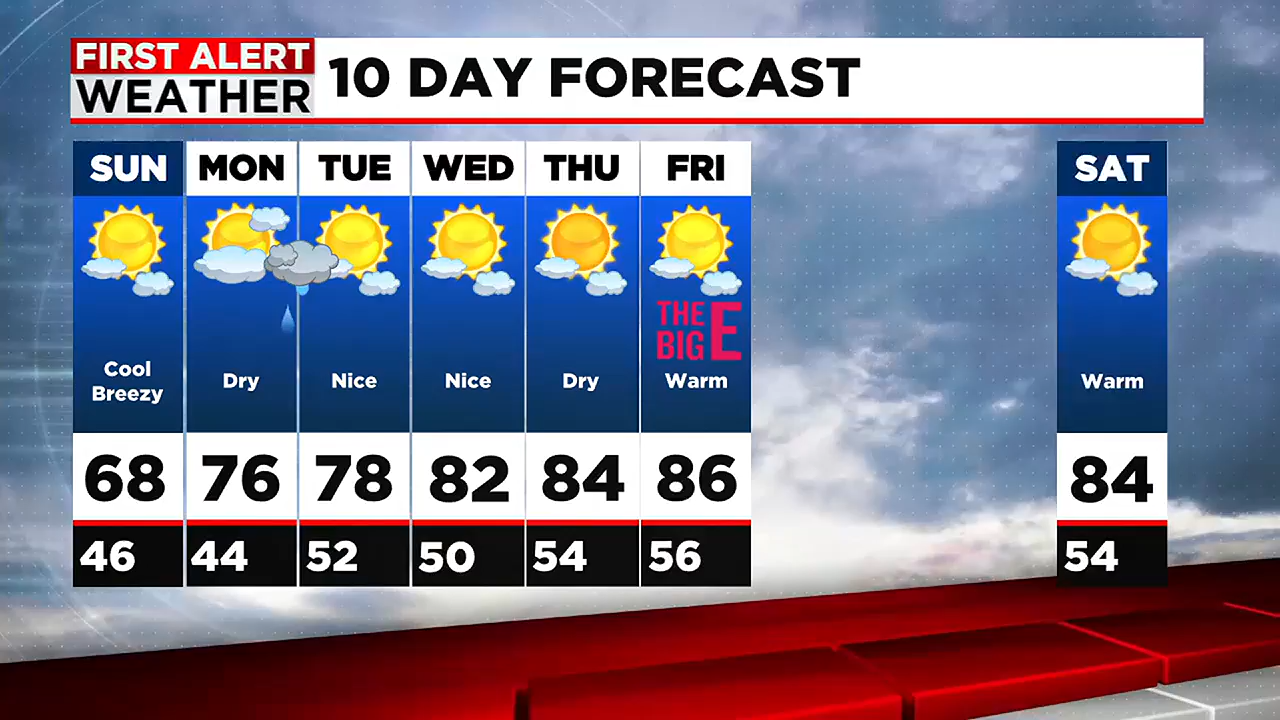 FIRST ALERT
WEATHER
10 DAY FORECAST
SUN MON TUE WED THU FRI SAT
THE BIG E
Cool Breezy Dry Nice Nice Dry Warm Warm
68 76 78 82 84 86 84
46 44 52 50 54 56 54